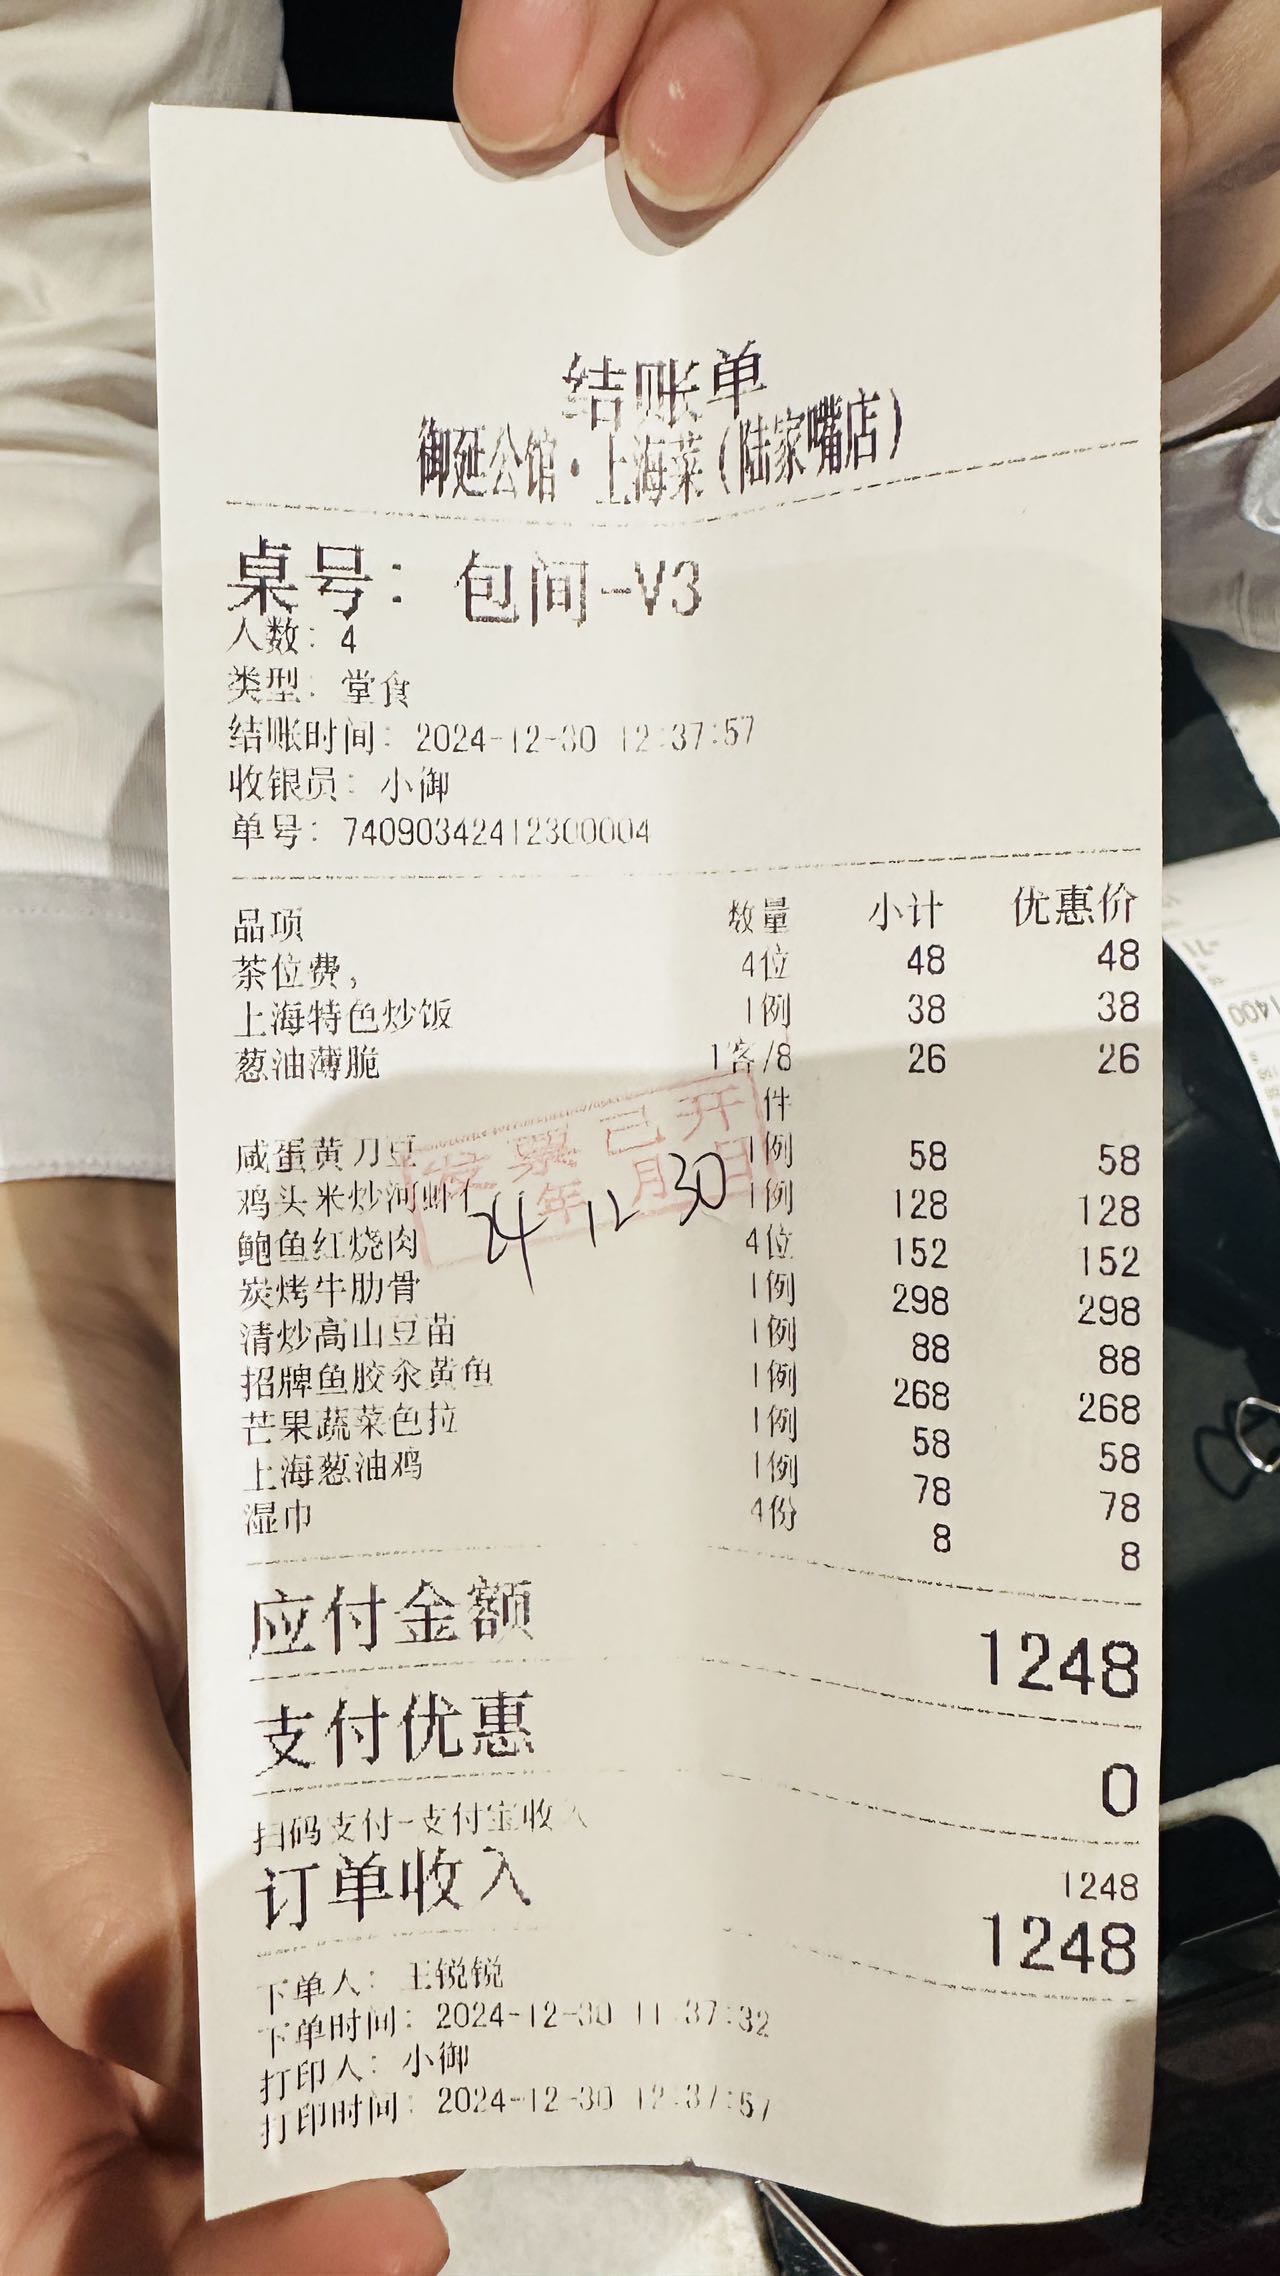 结账单
御延公馆·上海菜(陆家嘴店)
桌号: 包间-V3
人数: 4
类型: 堂食
结账时间: 2024-12-30 12:37:57
收银员: 小御
单号: 74090342412300004
品项 数量 小计 优惠价
茶位费, 4位 48 48
上海特色炒饭 1例 38 38
葱油薄脆 1客/8件 26 26
咸蛋黄刀豆 1例 58 58
鸡头米炒河虾仁 1例 128 128
鲍鱼红烧肉 4位 152 152
炭烤牛肋骨 1例 298 298
清炒高山豆苗 1例 88 88
招牌鱼胶汆黄鱼 1例 268 268
芒果蔬菜色拉 1例 58 58
上海葱油鸡 1例 78 78
湿巾 4份 8 8
发票已开
24年12月30日
应付金额 1248
支付优惠 0
扫码支付-支付宝收入 1248
订单收入 1248
下单人: 王锐锐
下单时间: 2024-12-30 11:37:32
打印人: 小御
打印时间: 2024-12-30 12:37:57
1400